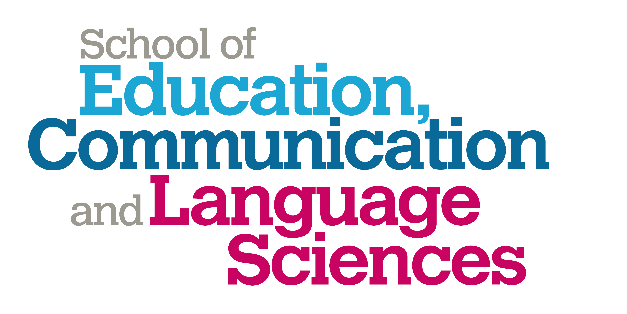 School of
Education,
Communication
and Language
Sciences